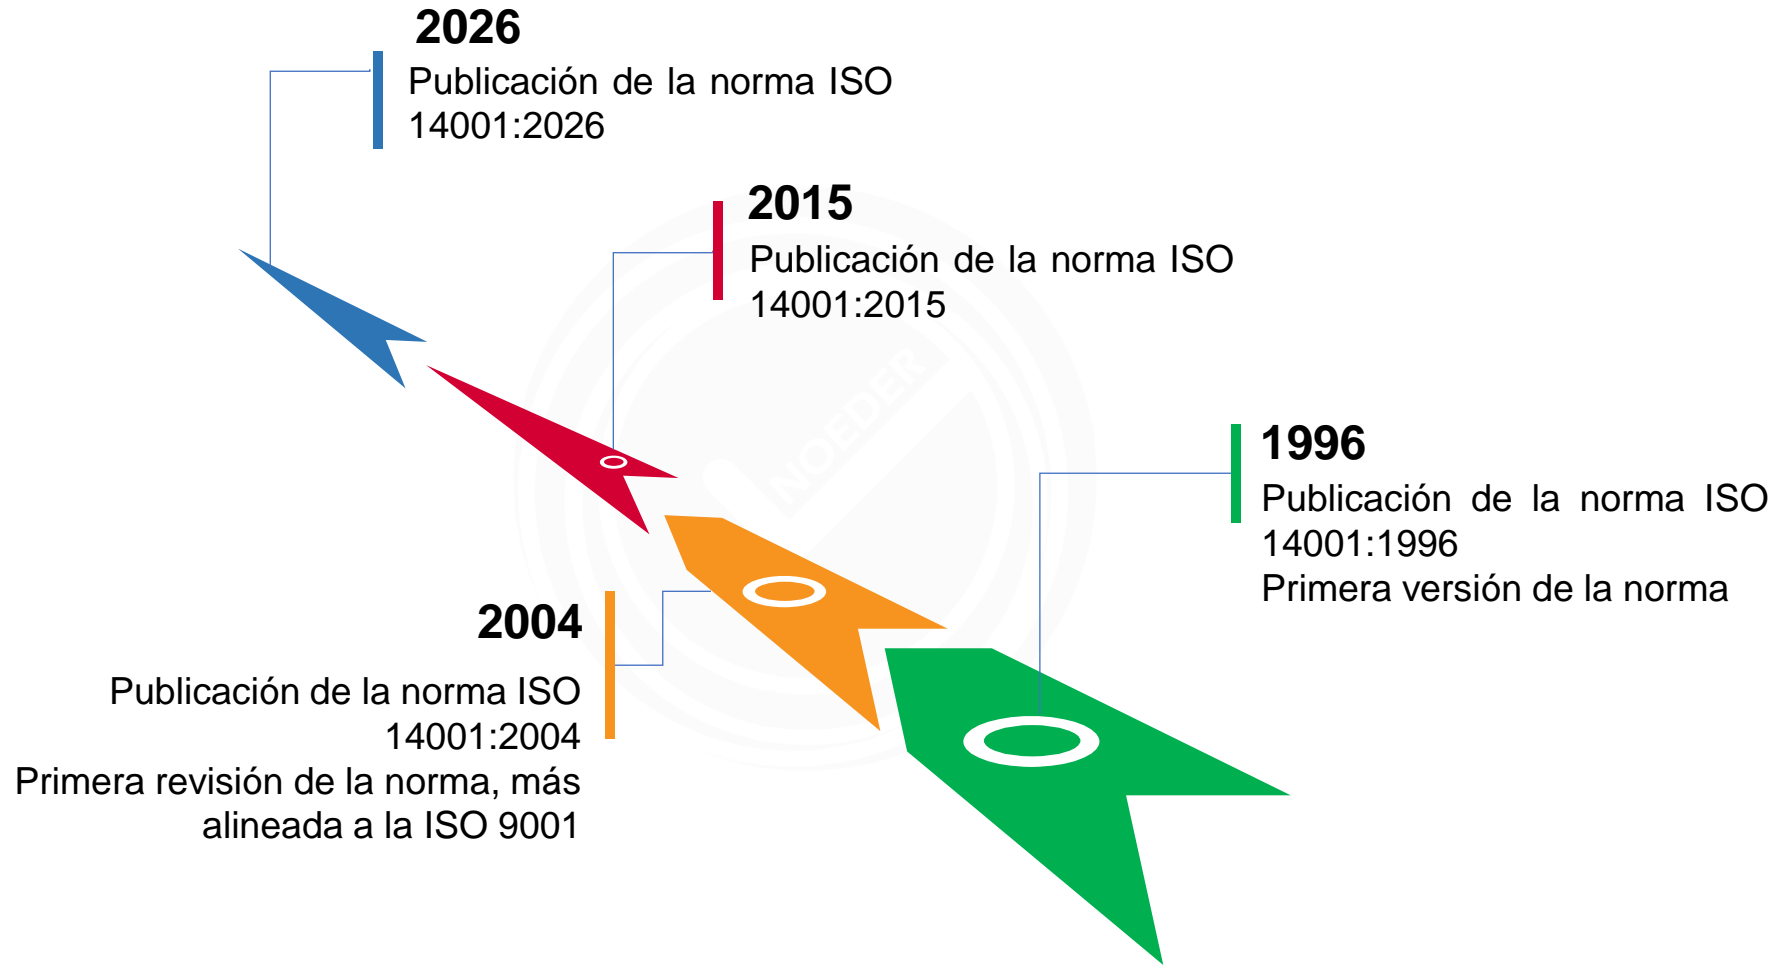 2026
Publicación de la norma ISO
14001:2026
2015
Publicación de la norma ISO
14001:2015
NOEDER
1996
Publicación de la norma ISO
14001:1996
Primera versión de la norma
2004
Publicación de la norma ISO
14001:2004
Primera revisión de la norma, más
alineada a la ISO 9001